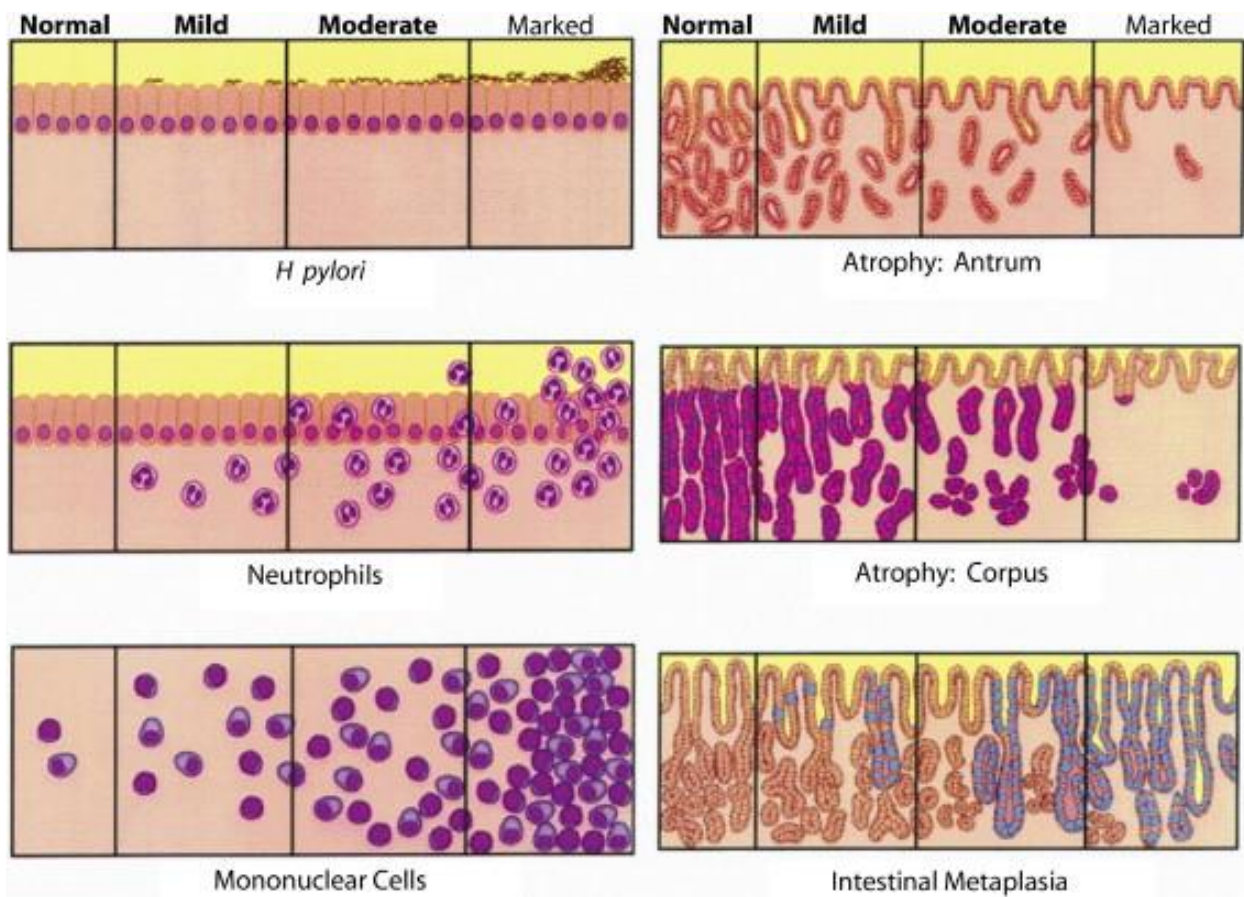 Normal Mild Moderate Marked
H pylori
Neutrophils
Mononuclear Cells
Normal Mild Moderate Marked
Atrophy: Antrum
Atrophy: Corpus
Intestinal Metaplasia